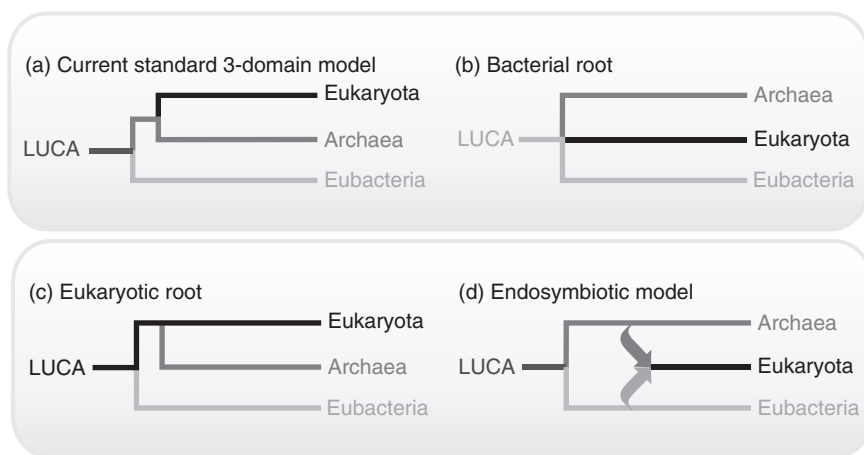 (a) Current standard 3-domain model
Eukaryota
LUCA
Archaea
Eubacteria
(b) Bacterial root
Archaea
LUCA
Eukaryota
Eubacteria
(c) Eukaryotic root
Eukaryota
LUCA
Archaea
Eubacteria
(d) Endosymbiotic model
Archaea
LUCA
Eukaryota
Eubacteria